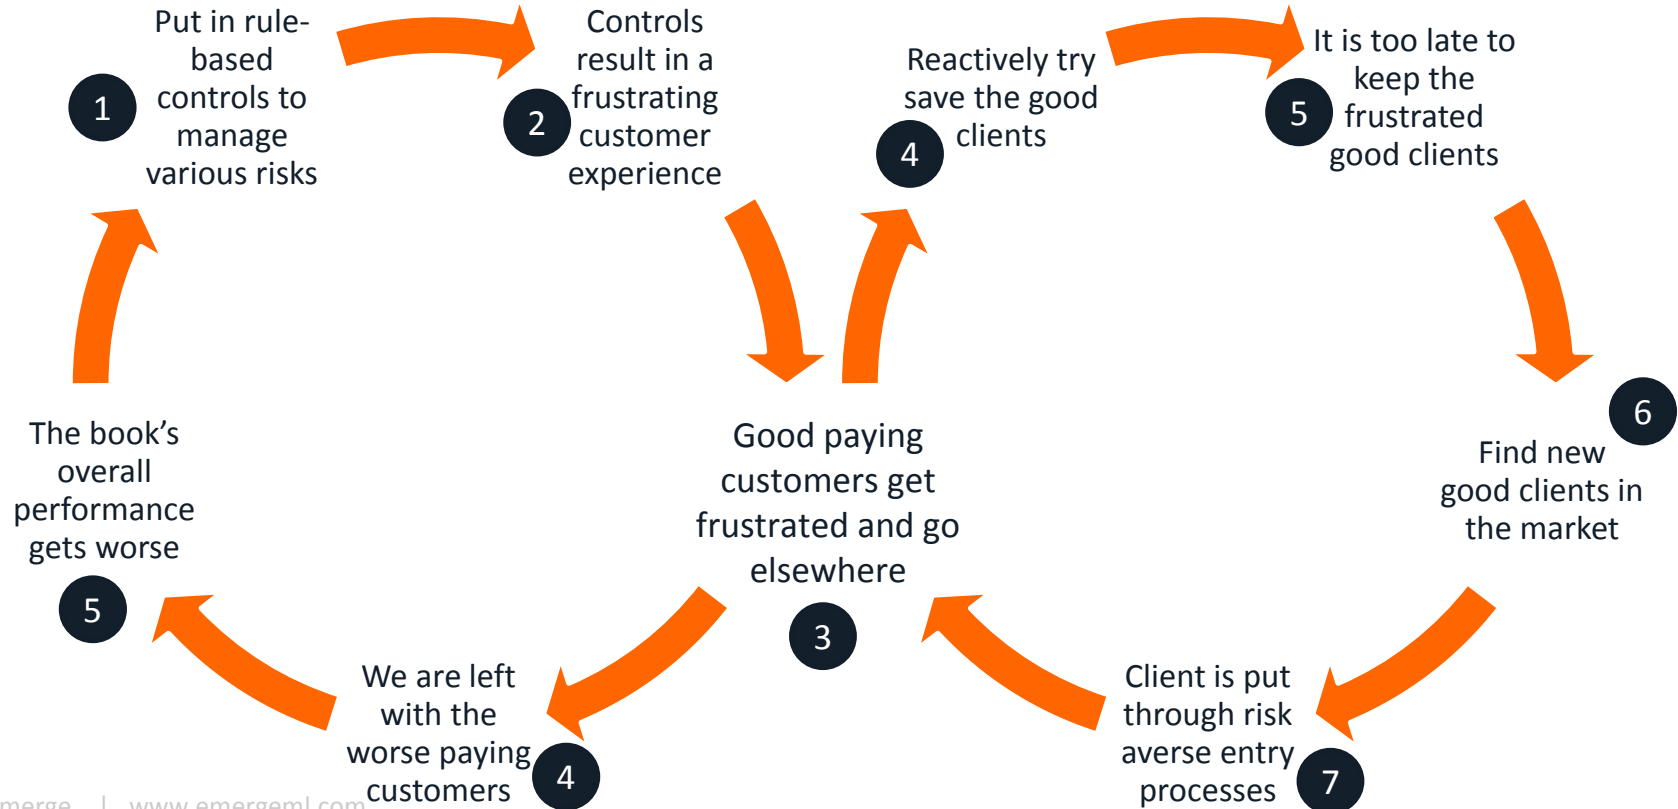 1
Put in rule-
based
controls to
manage
various risks
2
Controls
result in a
frustrating
customer
experience
Good paying
customers get
frustrated and go
elsewhere
3
We are left
with the
worse paying
customers
4
The book's
overall
performance
gets worse
5
Reactively try
save the good
clients
4
It is too late to
keep the
frustrated
good clients
5
6
Find new
good clients in
the market
Client is put
through risk
averse entry
processes
7
merge | www.emergeml.com